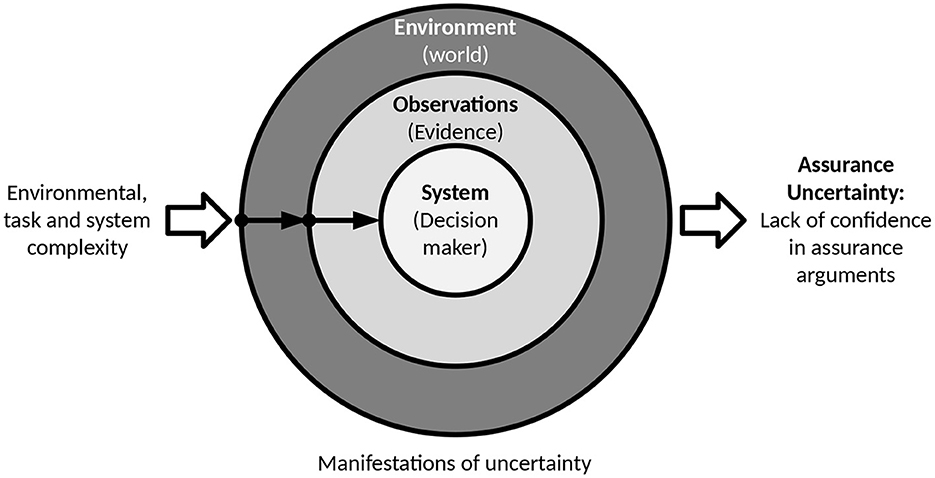 Environment
(world)
Observations
(Evidence)
System
(Decision
maker)
Environmental,
task and system
complexity
Assurance
Uncertainty:
Lack of confidence
in assurance
arguments
Manifestations of uncertainty